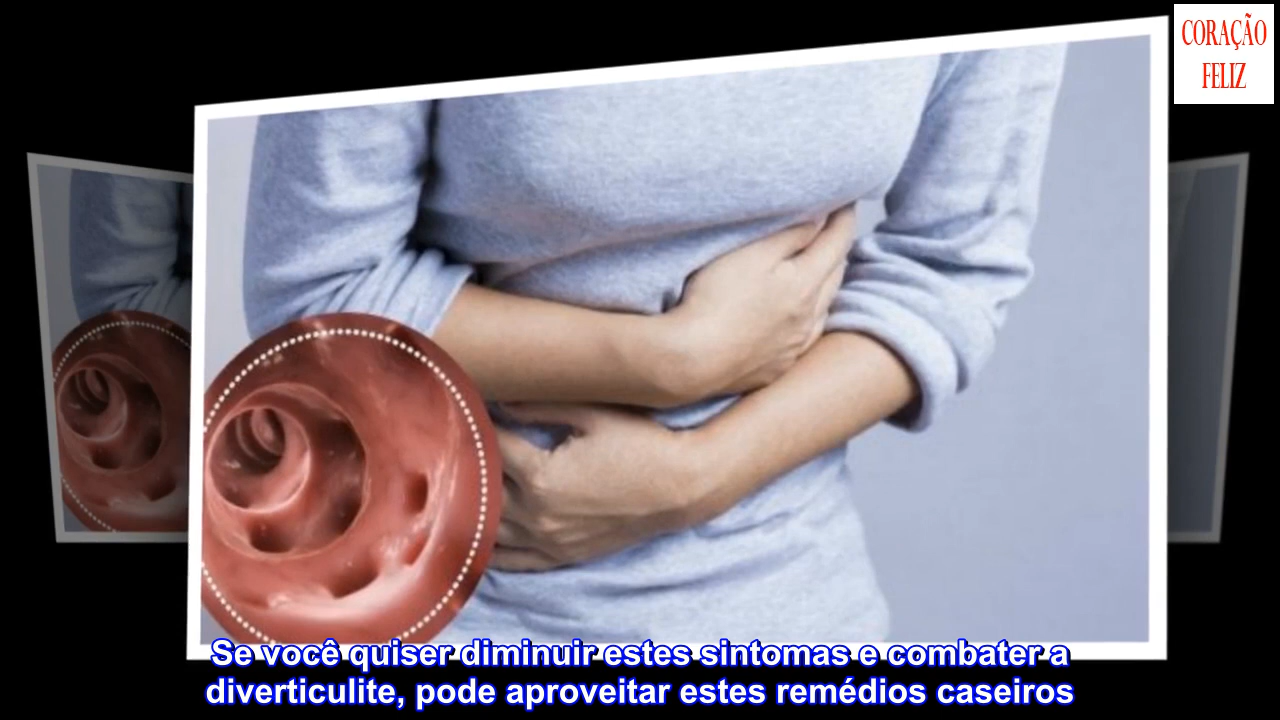 CORAÇÃO
FELIZ
Se você quiser diminuir estes sintomas e combater a
diverticulite, pode aproveitar estes remédios caseiros